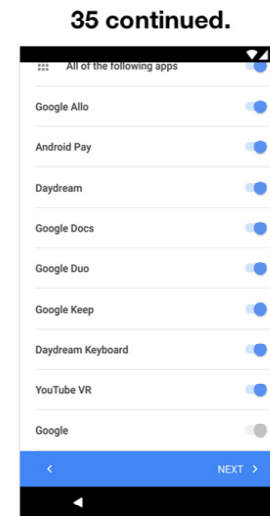 35 continued.
All of the following apps
Google Allo
Android Pay
Daydream
Google Docs
Google Duo
Google Keep
Daydream Keyboard
YouTube VR
Google
NEXT